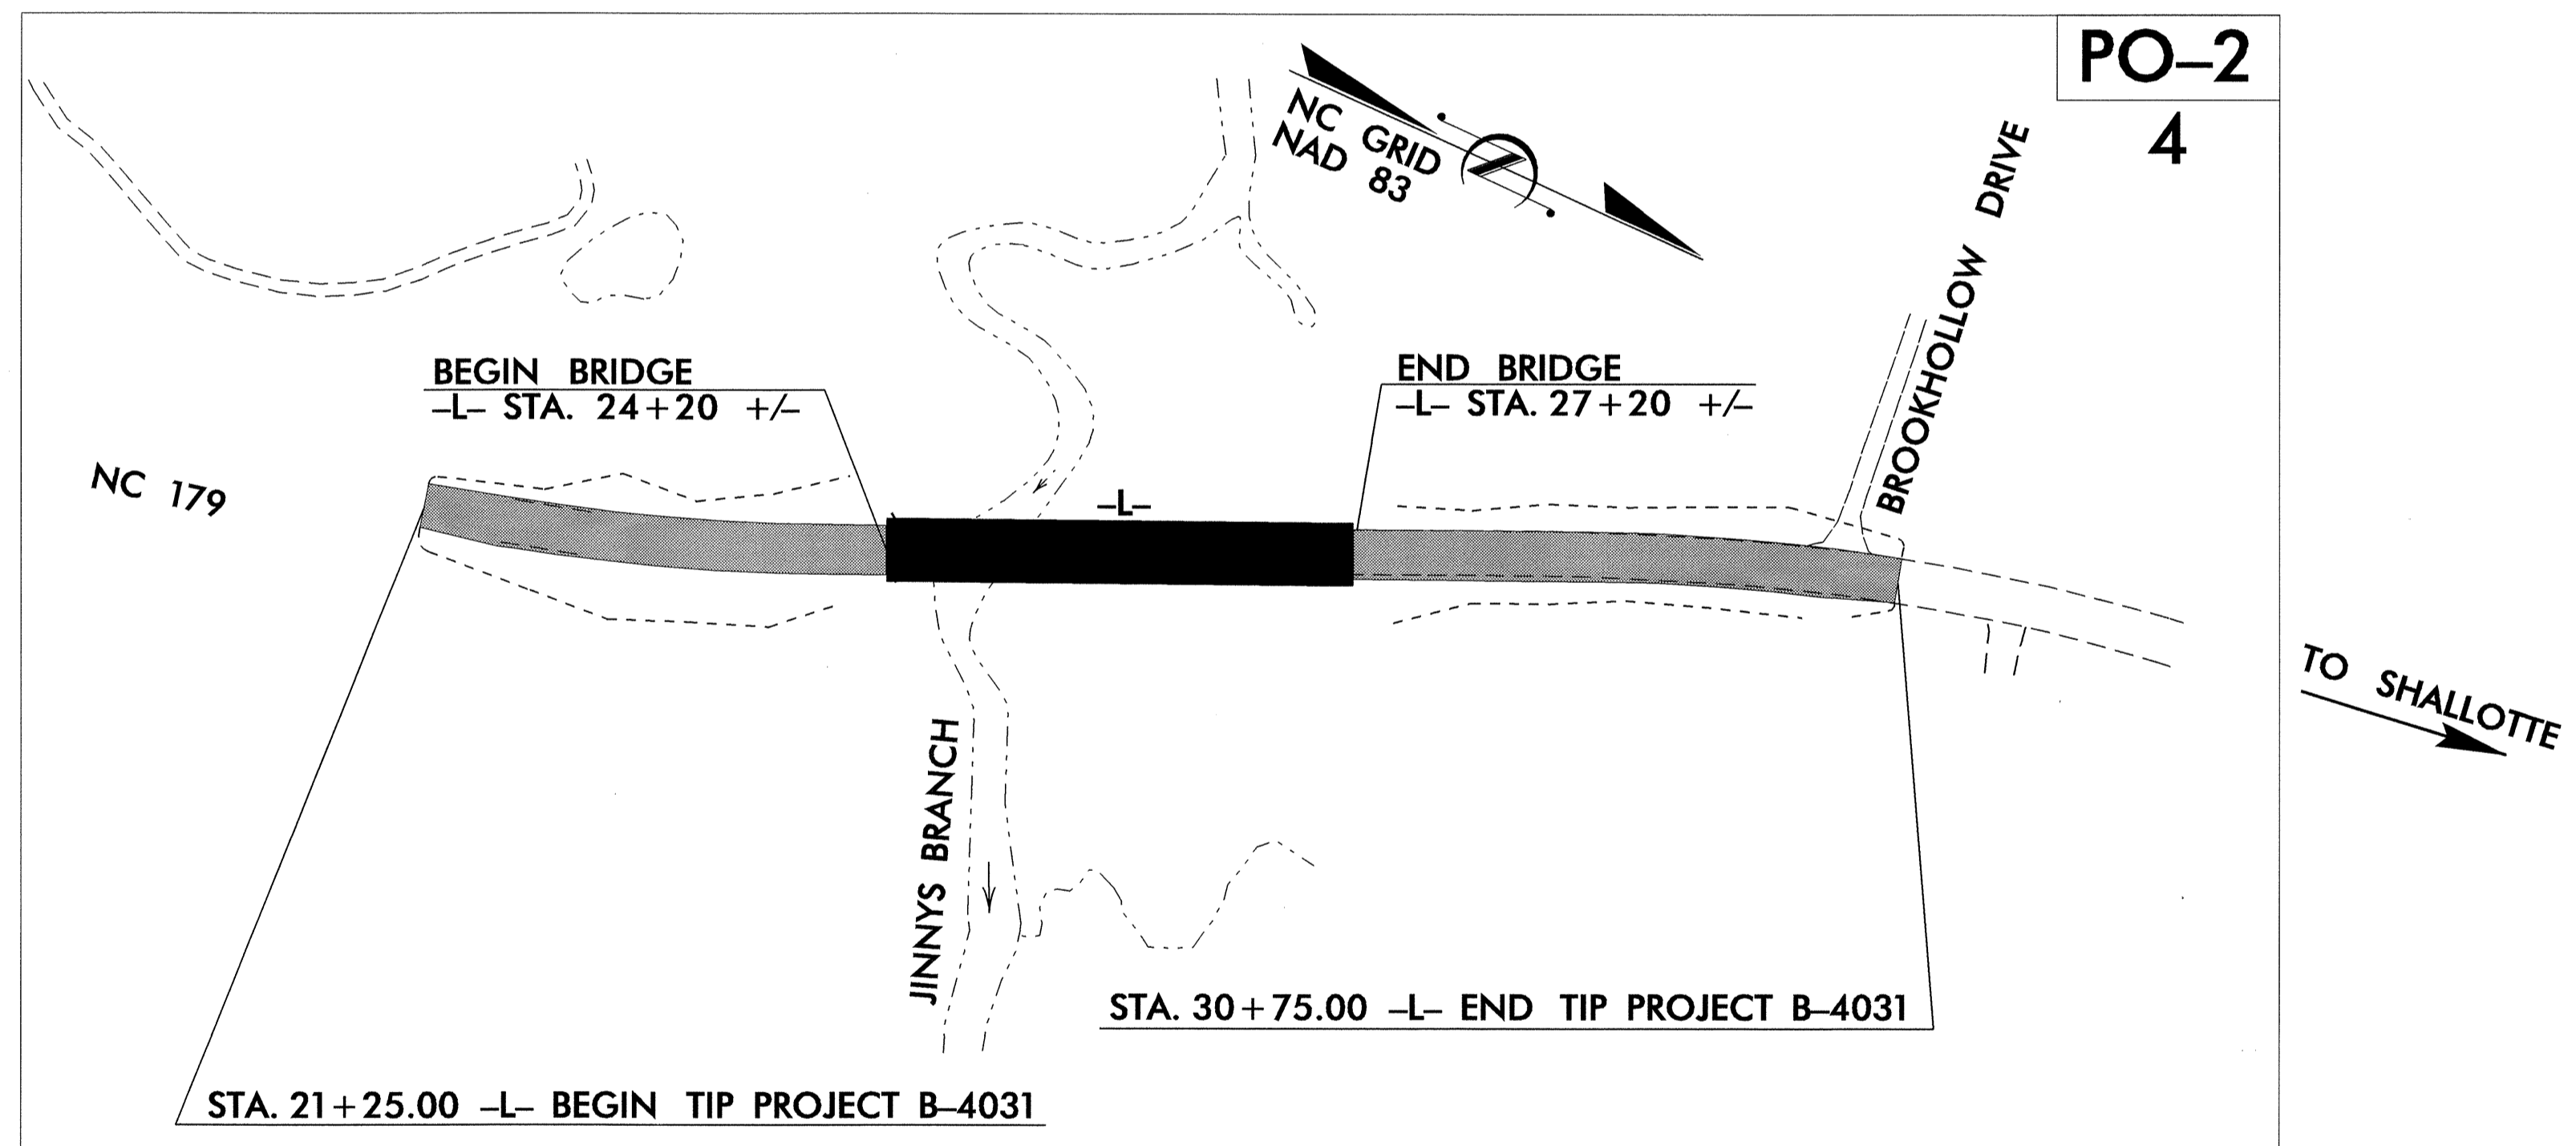 PO–2
4
NC GRID
NAD 83
BROOKHOLLOW DRIVE
BEGIN BRIDGE
–L– STA. 24+20 +/–
END BRIDGE
–L– STA. 27+20 +/–
NC 179
–L–
TO SHALLOTTE
JINNYS BRANCH
STA. 30+75.00 –L– END TIP PROJECT B–4031
STA. 21+25.00 –L– BEGIN TIP PROJECT B–4031